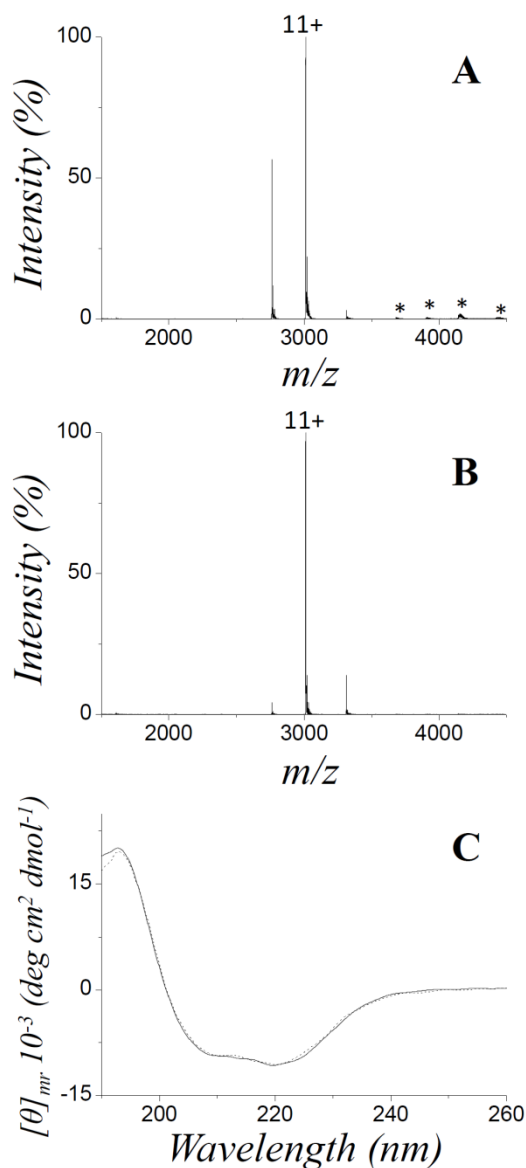 11+
A
100
50
0
Intensity (%)
* * * *
2000 3000 4000
m/z
11+
B
100
50
0
Intensity (%)
2000 3000 4000
m/z
C
15
0
-15
[θ]mr 10-3 (deg cm2 dmol-1)
200 220 240 260
Wavelength (nm)